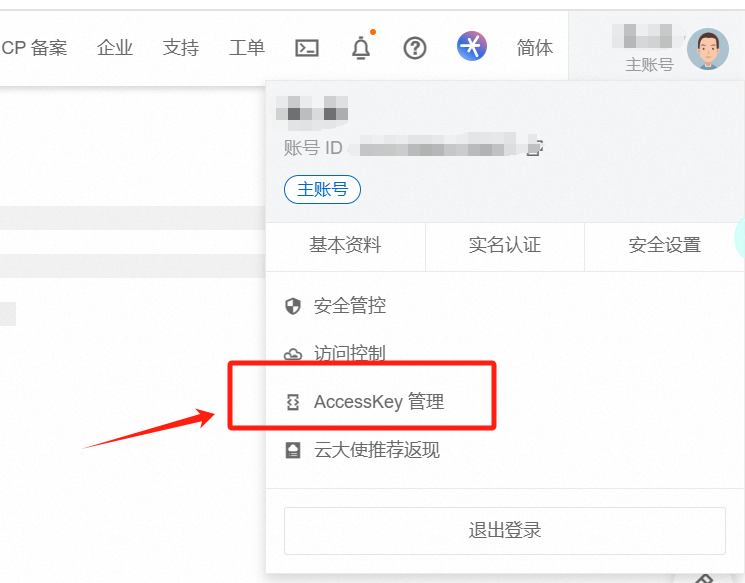 CP 备案 企业 支持 工单 简体
主账号
账号 ID
主账号
基本资料 实名认证 安全设置
安全管控
访问控制
AccessKey 管理
云大使推荐返现
退出登录